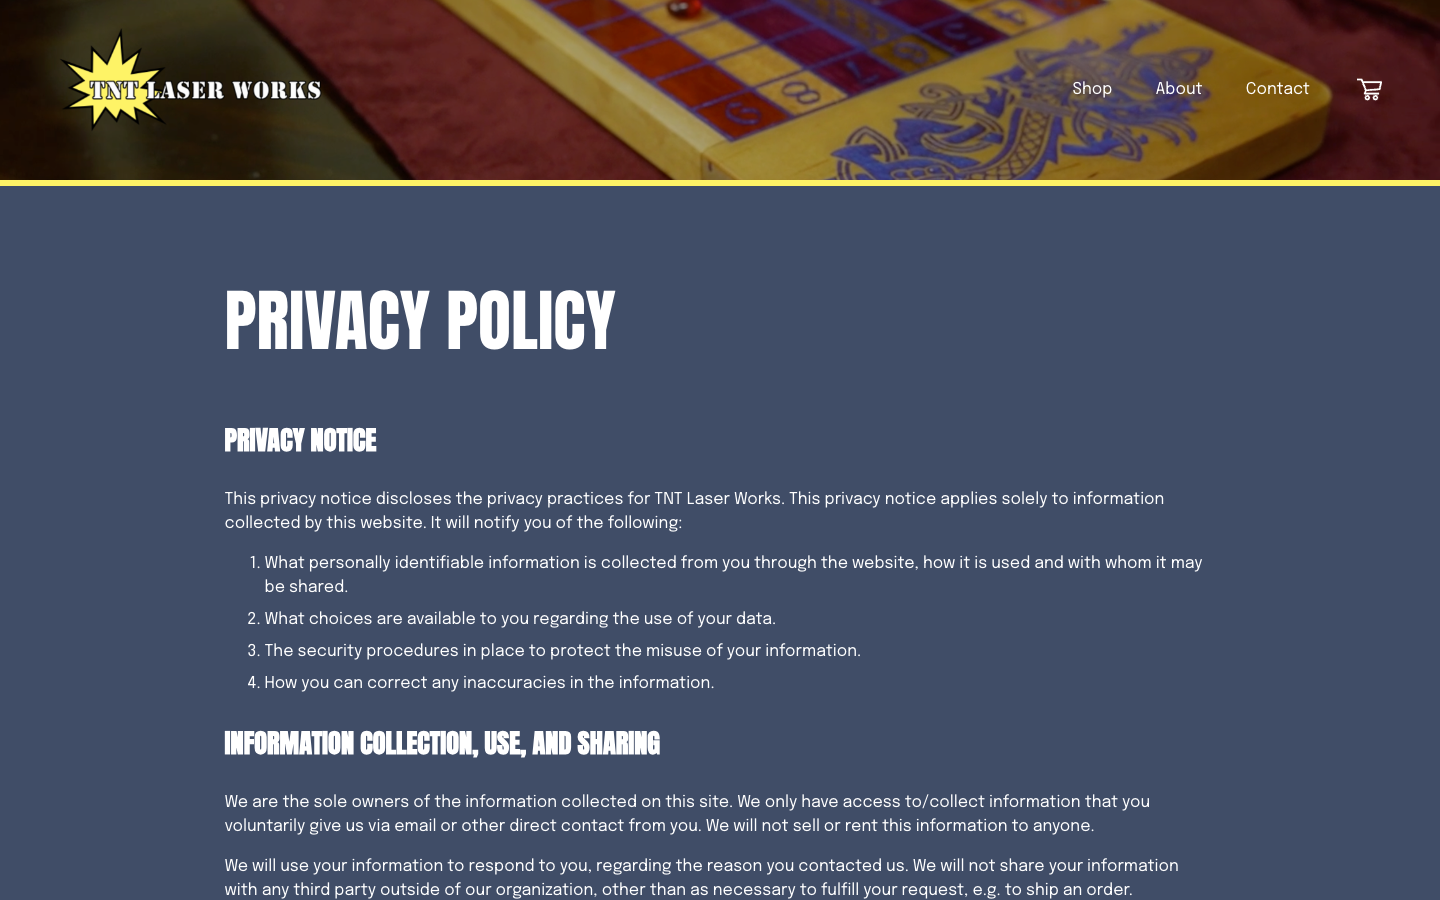 TNT LASER WORKS
Shop
About
Contact
PRIVACY POLICY
PRIVACY NOTICE
This privacy notice discloses the privacy practices for TNT Laser Works. This privacy notice applies solely to information
collected by this website. It will notify you of the following:
1. What personally identifiable information is collected from you through the website, how it is used and with whom it may
be shared.
2. What choices are available to you regarding the use of your data.
3. The security procedures in place to protect the misuse of your information.
4. How you can correct any inaccuracies in the information.
INFORMATION COLLECTION, USE, AND SHARING
We are the sole owners of the information collected on this site. We only have access to/collect information that you
voluntarily give us via email or other direct contact from you. We will not sell or rent this information to anyone.
We will use your information to respond to you, regarding the reason you contacted us. We will not share your information
with any third party outside of our organization, other than as necessary to fulfill your request, e.g. to ship an order.